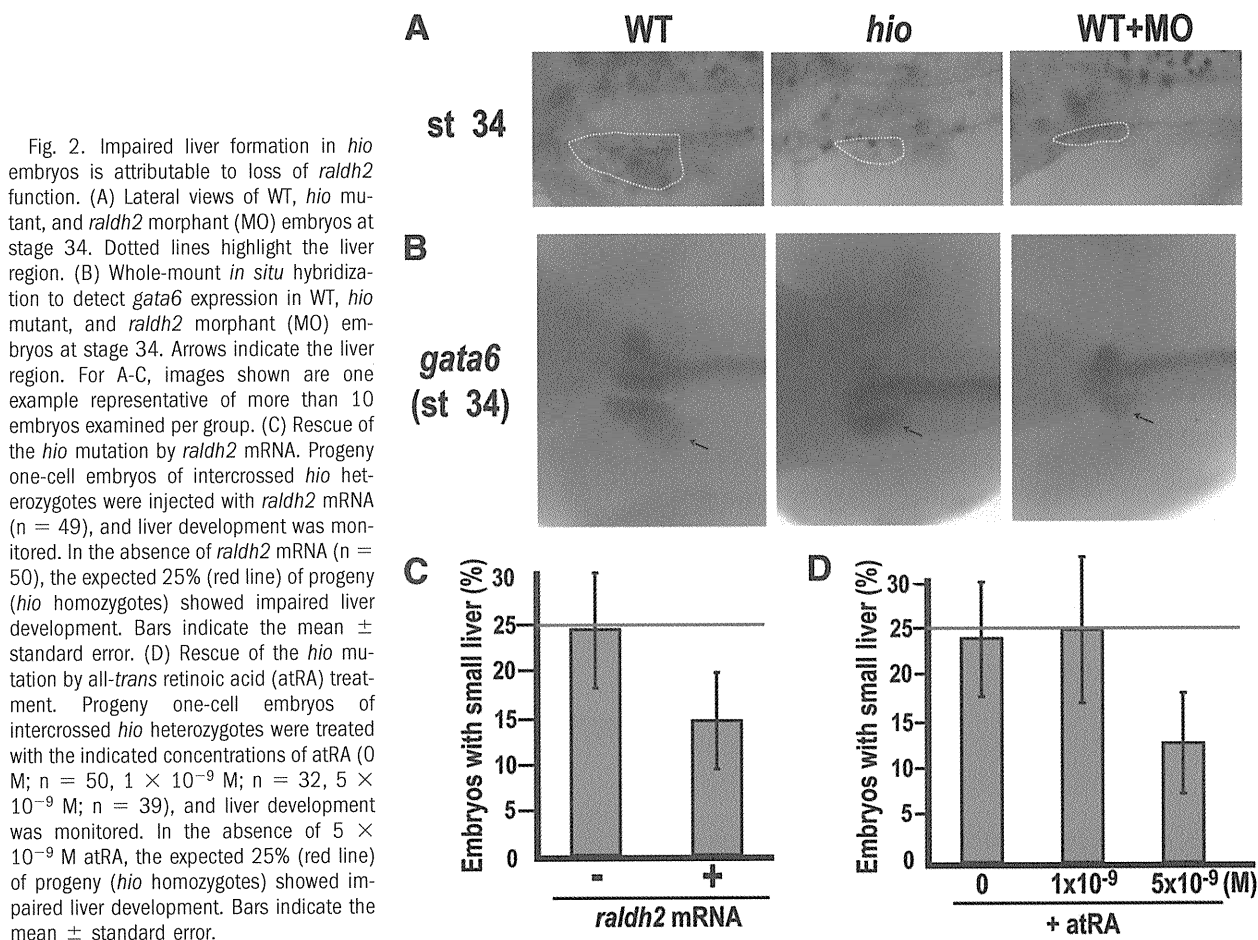 Fig. 2. Impaired liver formation in hio
embryos is attributable to loss of raldh2
function. (A) Lateral views of WT, hio mu-
tant, and raldh2 morphant (MO) embryos at
stage 34. Dotted lines highlight the liver
region. (B) Whole-mount in situ hybridiza-
tion to detect gata6 expression in WT, hio
mutant, and raldh2 morphant (MO) em-
bryos at stage 34. Arrows indicate the liver
region. For A-C, images shown are one
example representative of more than 10
embryos examined per group. (C) Rescue of
the hio mutation by raldh2 mRNA. Progeny
one-cell embryos of intercrossed hio het-
erozygotes were injected with raldh2 mRNA
(n = 49), and liver development was mon-
itored. In the absence of raldh2 mRNA (n =
50), the expected 25% (red line) of progeny
(hio homozygotes) showed impaired liver
development. Bars indicate the mean ±
standard error. (D) Rescue of the hio mu-
tation by all-trans retinoic acid (atRA) treat-
ment. Progeny one-cell embryos of
intercrossed hio heterozygotes were treated
with the indicated concentrations of atRA (0
M; n = 50, 1 × 10⁻⁹ M; n = 32, 5 ×
10⁻⁹ M; n = 39), and liver development
was monitored. In the absence of 5 ×
10⁻⁹ M atRA, the expected 25% (red line)
of progeny (hio homozygotes) showed im-
paired liver development. Bars indicate the
mean ± standard error.
A
WT
hio
WT+MO
st 34
B
gata6
(st 34)
C
Embryos with small liver (%)
30
25
20
15
10
5
0
-
+
raldh2 mRNA
D
Embryos with small liver (%)
30
25
20
15
10
5
0
0
1x10⁻⁹
5x10⁻⁹ (M)
+ atRA